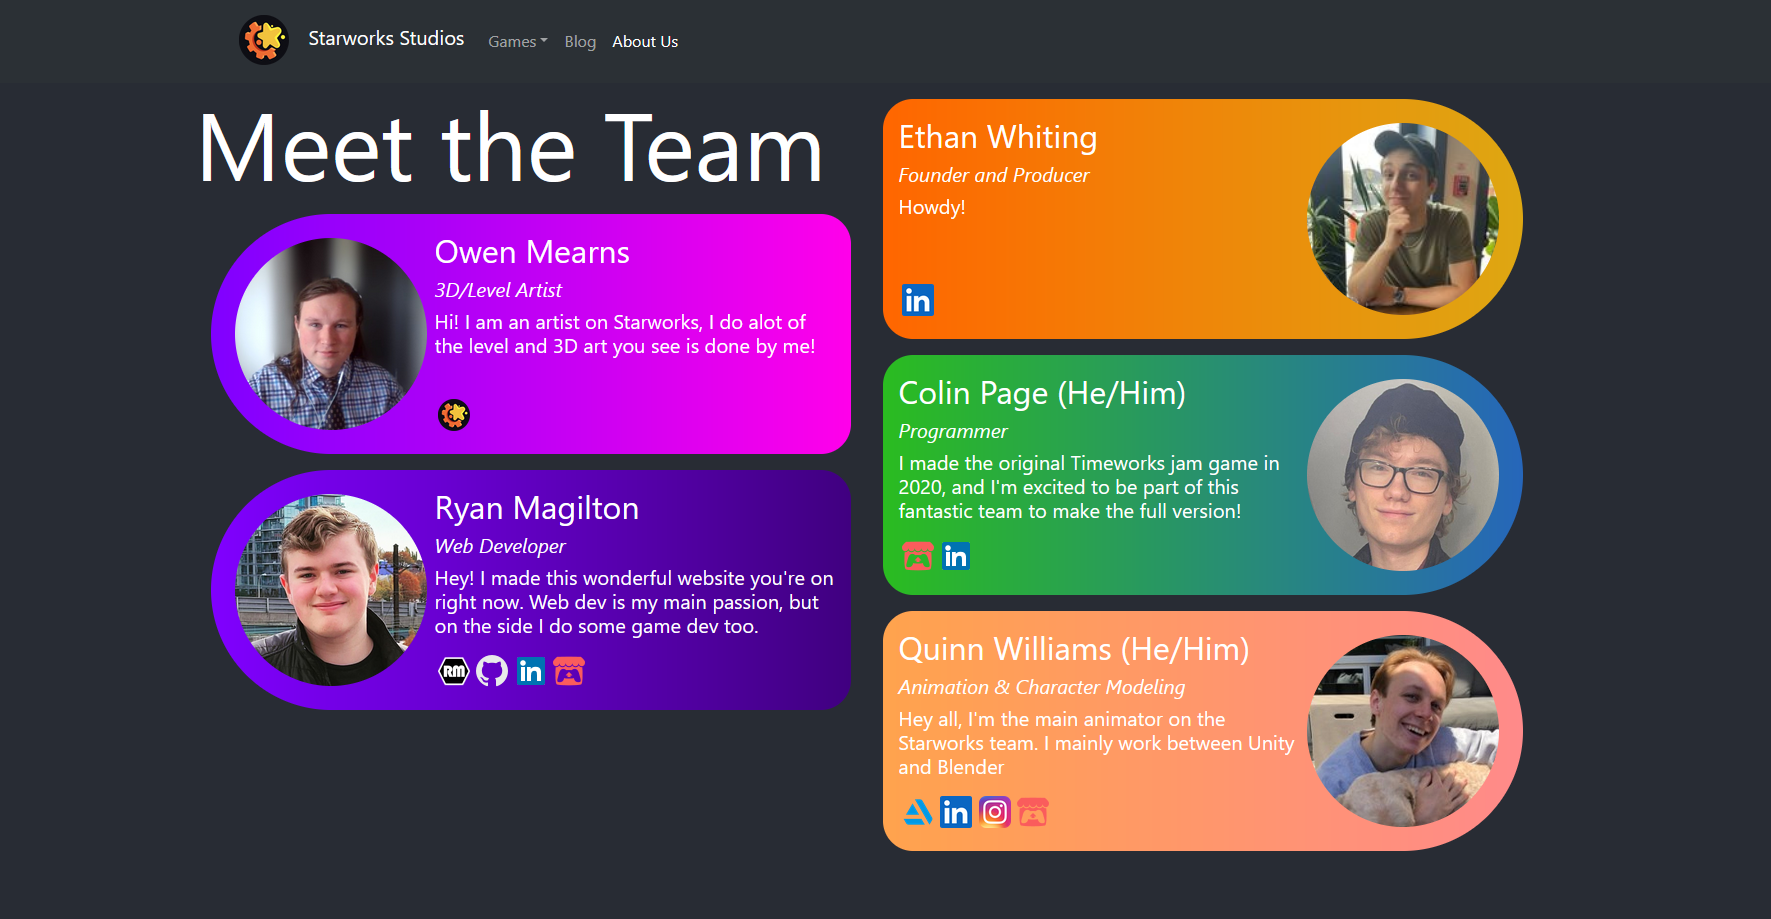 Starworks Studios Games Blog About Us
Meet the Team
Owen Mearns
3D/Level Artist
Hi! I am an artist on Starworks, I do alot of
the level and 3D art you see is done by me!
Ryan Magilton
Web Developer
Hey! I made this wonderful website you're on
right now. Web dev is my main passion, but
on the side I do some game dev too.
RM in
Ethan Whiting
Founder and Producer
Howdy!
in
Colin Page (He/Him)
Programmer
I made the original Timeworks jam game in
2020, and I'm excited to be part of this
fantastic team to make the full version!
in
Quinn Williams (He/Him)
Animation & Character Modeling
Hey all, I'm the main animator on the
Starworks team. I mainly work between Unity
and Blender
in